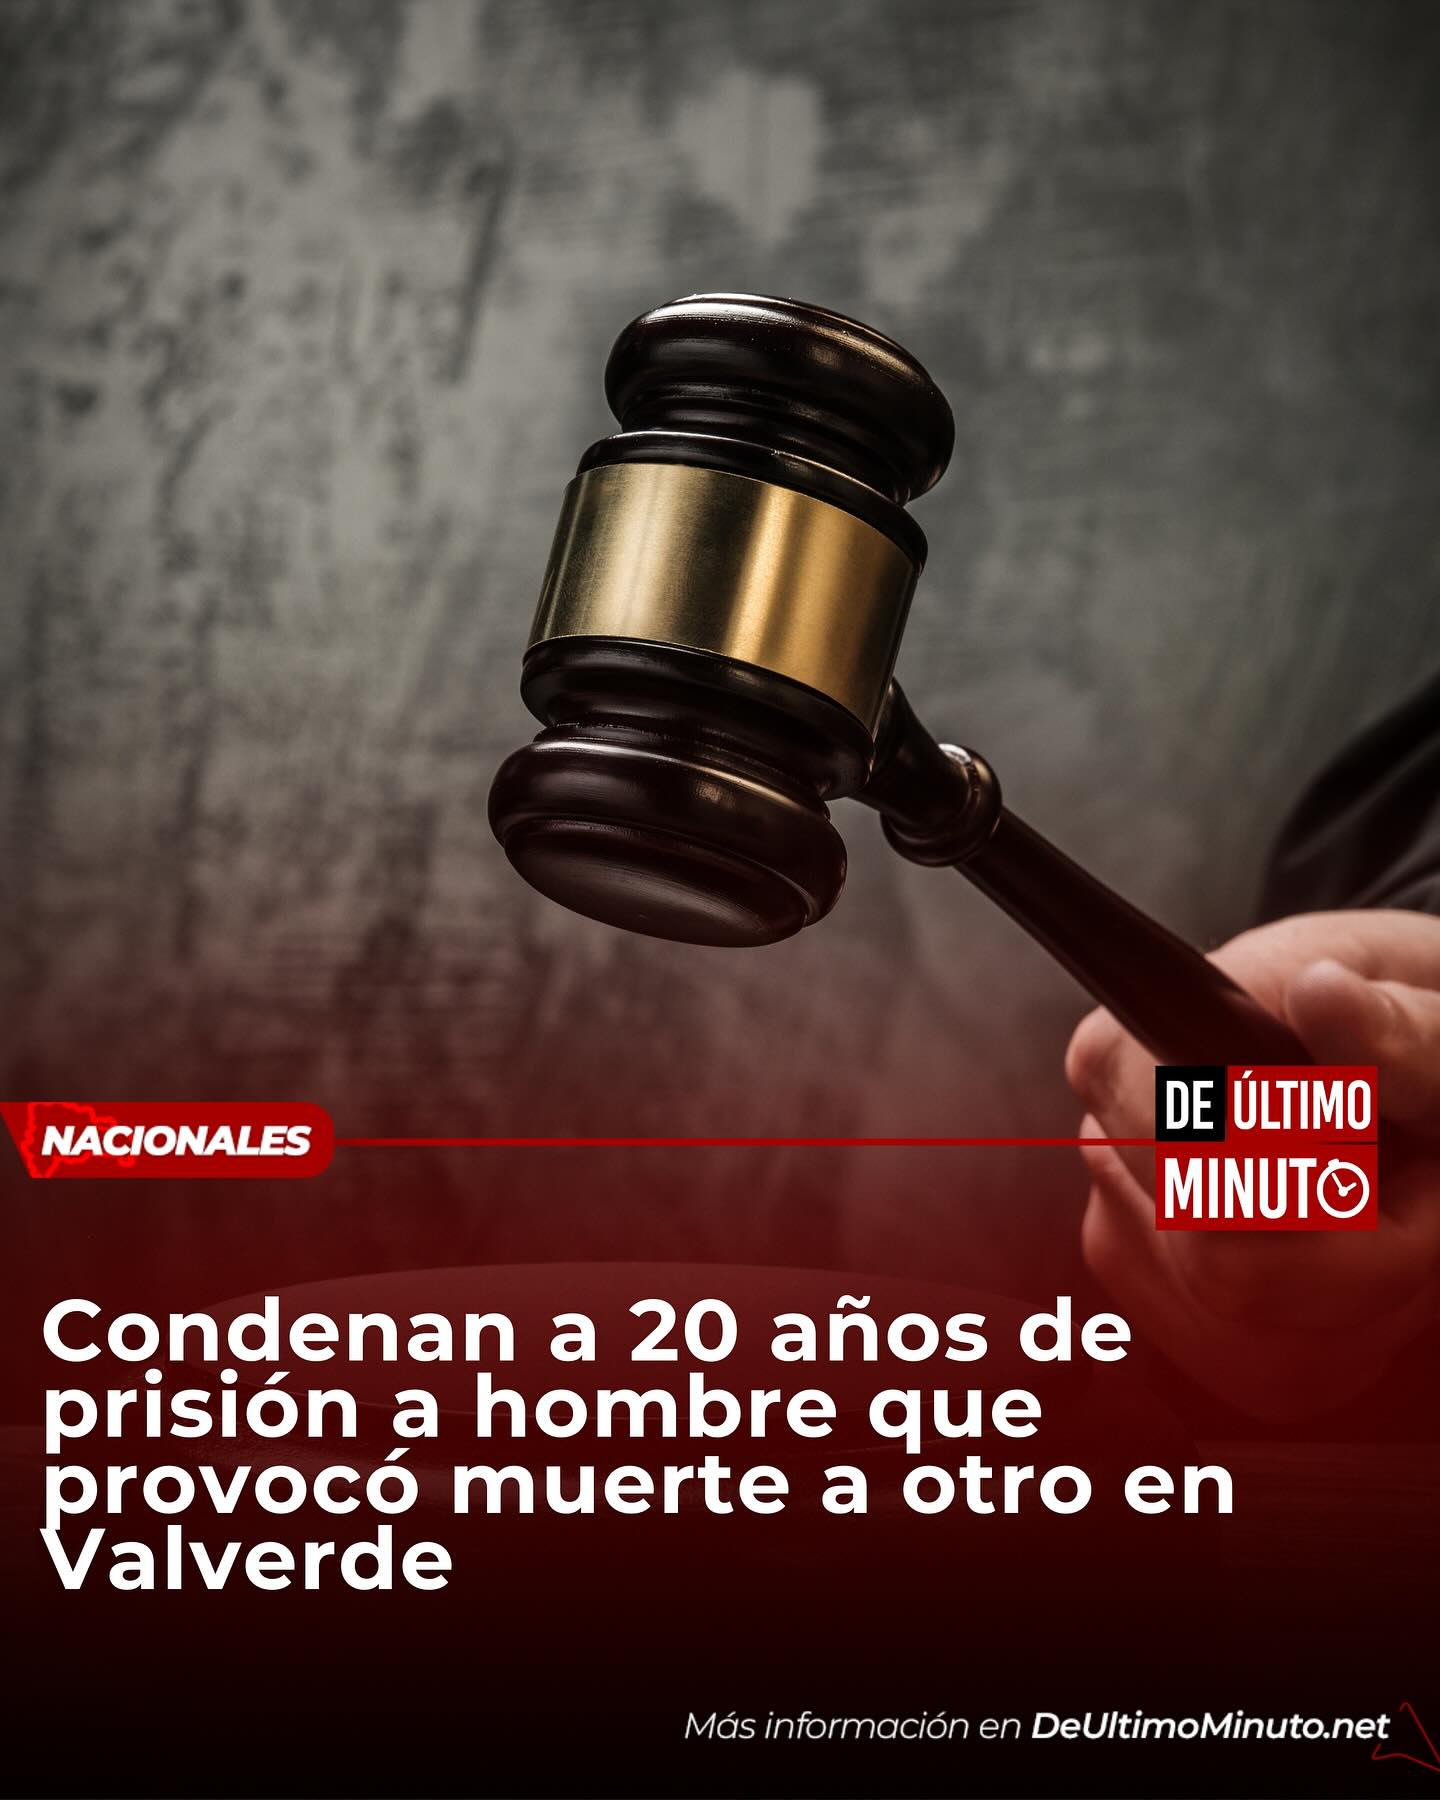 NACIONALES
DE ÚLTIMO
MINUTO
Condenan a 20 años de
prisión a hombre que
provocó muerte a otro en
Valverde
Más información en DeUltimoMinuto.net